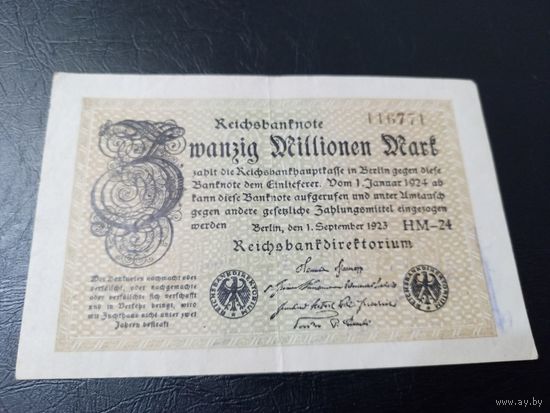 116771
Reichsbanknote
Zwanzig Millionen Mark
zahlt die Reichsbankhauptkasse in Berlin gegen diese
Banknote dem Einlieferer. Vom 1. Januar 1924 ab
kann diese Banknote aufgerufen und unter Umtausch
gegen andere gesetzliche Zahlungsmittel eingezogen
werden
Berlin, den 1. September 1923
HM-24
Reichsbankdirektorium
Wer Banknoten nachmacht oder
verfälscht oder nachgemachte
oder verfälschte sich verschafft
und in Verkehr bringt, wird
mit Zuchthaus nicht unter zwei
Jahren bestraft
REICHSBANKDIREKTORIUM
REICHSBANKDIREKTORIUM
www.ay.by